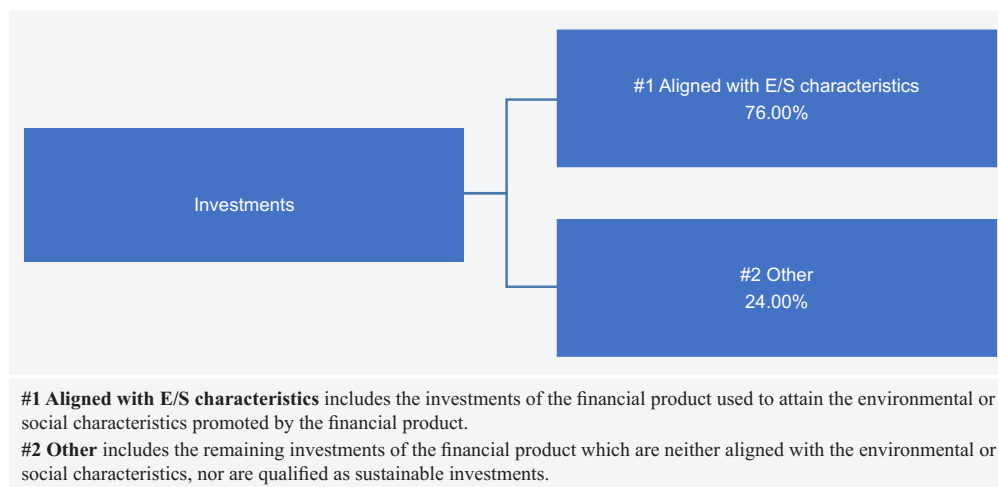 #1 Aligned with E/S characteristics
76.00%
Investments
#2 Other
24.00%
#1 Aligned with E/S characteristics includes the investments of the financial product used to attain the environmental or
social characteristics promoted by the financial product.
#2 Other includes the remaining investments of the financial product which are neither aligned with the environmental or
social characteristics, nor are qualified as sustainable investments.